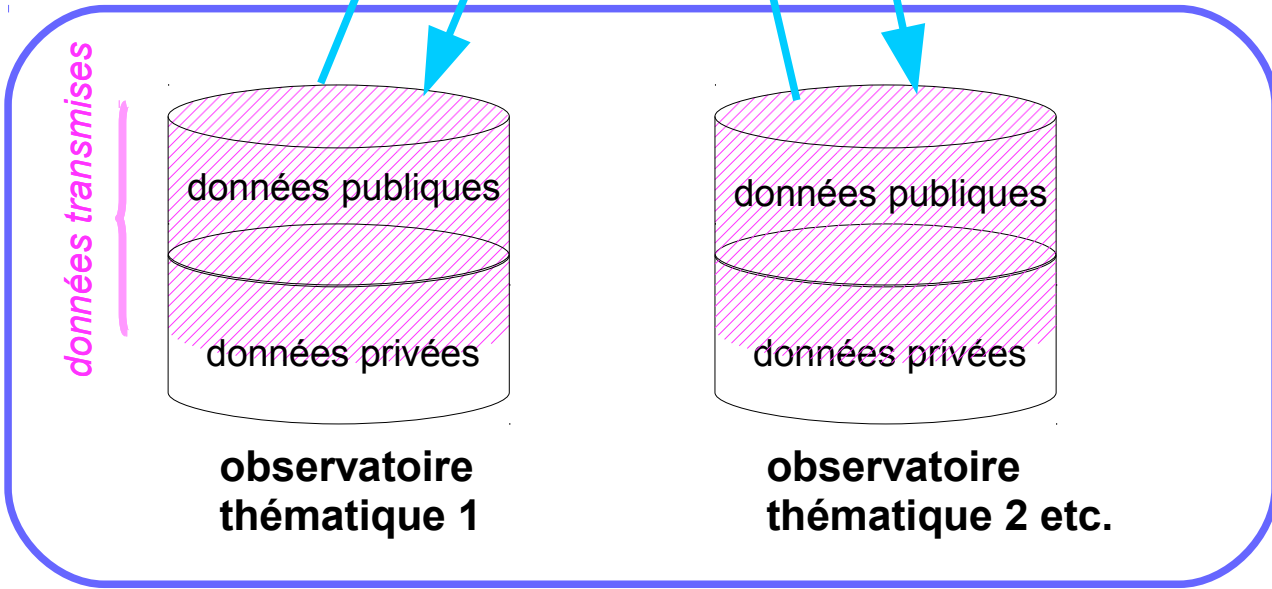 données transmises
données publiques
données privées
observatoire
thématique 1
données publiques
données privées
observatoire
thématique 2 etc.